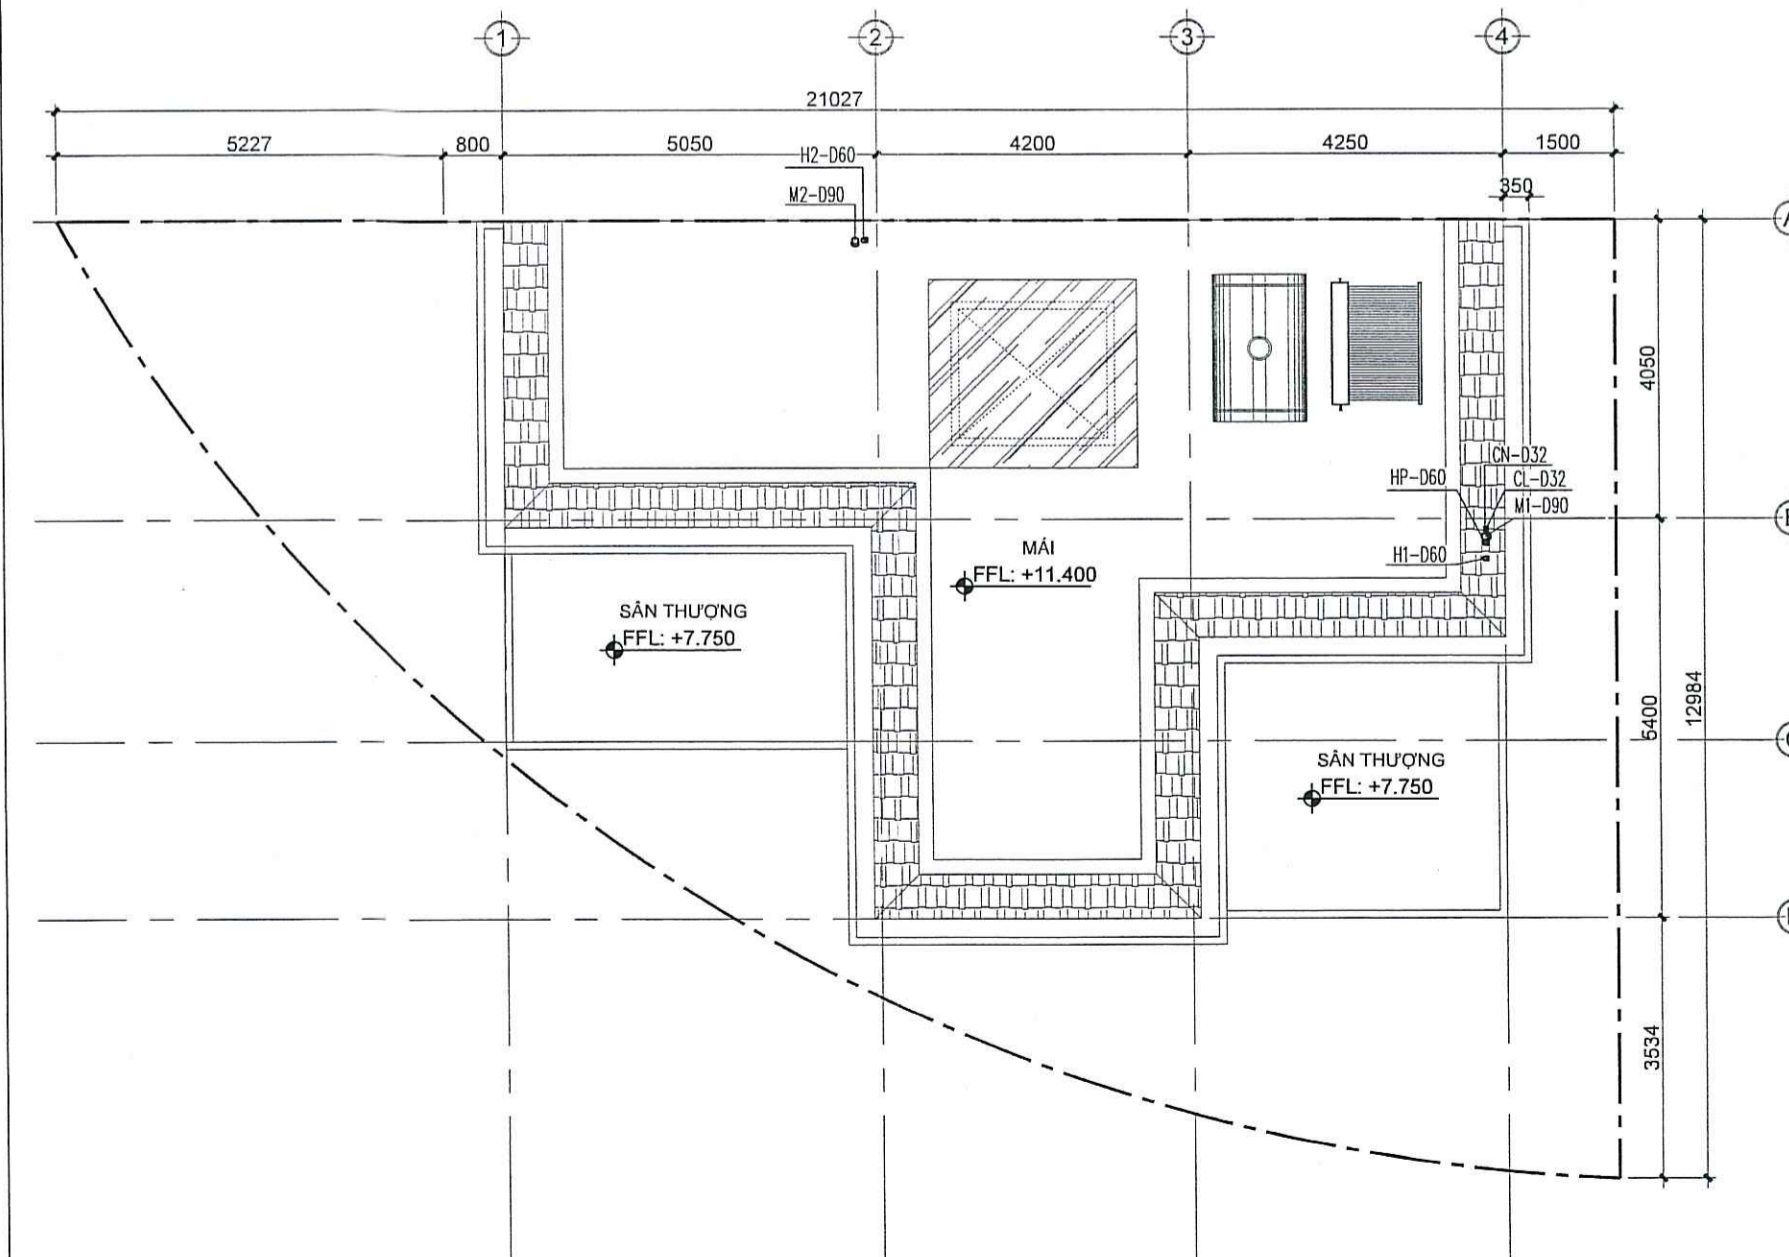 1
2
3
4
21027
5227
800
5050
4200
4250
1500
H2-D60
M2-D90
350
A
4050
CN-D32
HP-D60
CL-D32
M1-D90
H1-D60
MÁI
FFL: +11.400
SÂN THƯỢNG
FFL: +7.750
5400
12984
SÂN THƯỢNG
FFL: +7.750
3534